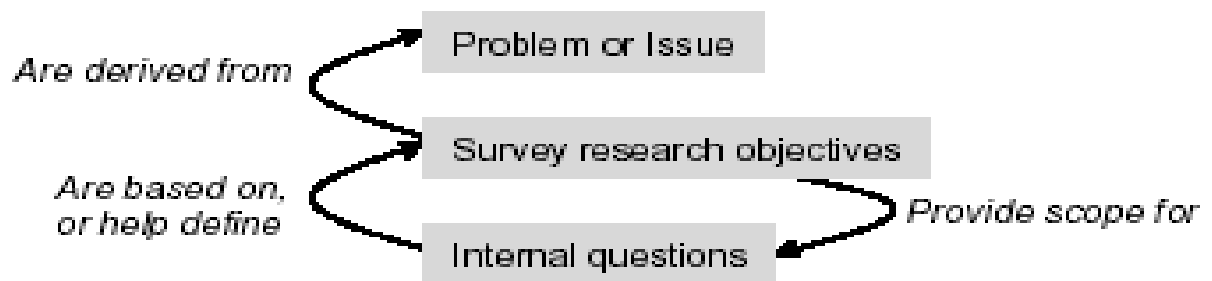 Problem or Issue
Are derived from
Survey research objectives
Are based on,
or help define
Provide scope for
Internal questions